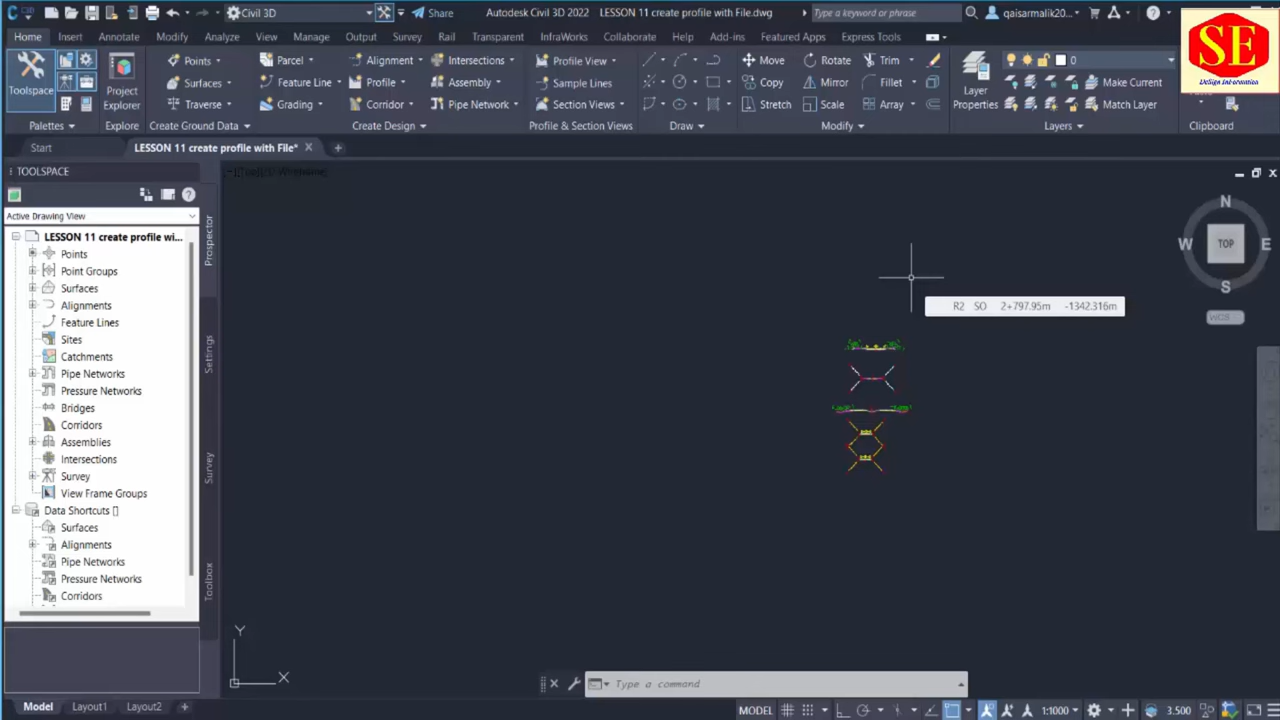 Civil 3D
Share
Autodesk Civil 3D 2022 LESSON 11 create profile with File.dwg
Type a keyword or phrase
qaisarmalik20...
Home Insert Annotate Modify Analyze View Manage Output Survey Rail Transparent InfraWorks Collaborate Help Add-ins Featured Apps Express Tools
SE
Design Information
Points Parcel Alignment Intersections Profile View Move Rotate Trim 0
Surfaces Feature Line Profile Assembly Sample Lines Copy Mirror Fillet Make Current
Traverse Grading Corridor Pipe Network Section Views Stretch Scale Array Match Layer
Toolspace
Project
Explorer
Layer
Properties
Palettes Explore Create Ground Data Create Design Profile & Section Views Draw Modify Layers Clipboard
Start LESSON 11 create profile with File*
TOOLSPACE
Active Drawing View
LESSON 11 create profile wi...
Points
Point Groups
Surfaces
Alignments
Feature Lines
Sites
Catchments
Pipe Networks
Pressure Networks
Bridges
Corridors
Assemblies
Intersections
Survey
View Frame Groups
Data Shortcuts []
Surfaces
Alignments
Pipe Networks
Pressure Networks
Corridors
Prospector
Settings
Survey
Toolbox
N
W TOP E
S
WCS
R2 SO 2+797.95m -1342.316m
Y
X
Type a command
Model Layout1 Layout2
MODEL 1:1000 3.500